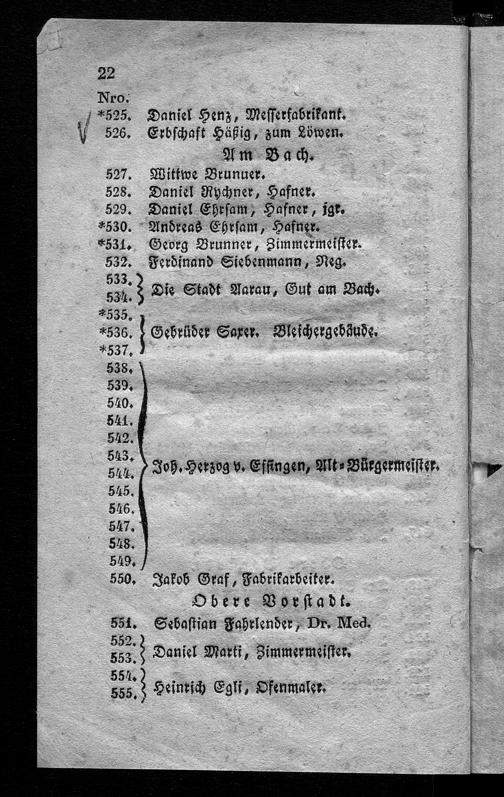 22
Nro.
*525. Daniel Henz, Messerfabrikant.
526. Erbschaft Häßig, zum Löwen.
Am Bach.
527. Wittwe Brunner.
528. Daniel Rychner, Hafner.
529. Daniel Ehrsam, Hafner, jgr.
*530. Andreas Ehrsam, Hafner.
*531. Georg Brunner, Zimmermeister.
532. Ferdinand Siebenmann, Neg.
533.
534. Die Stadt Aarau, Gut am Bach.
*535.
*536. Gebrüder Saxer. Bleichergebäude.
*537.
538.
539.
540.
541.
542.
543.
544. Joh. Herzog v. Effingen, Alt-Bürgermeister.
545.
546.
547.
548.
549.
550. Jakob Graf, Fabrikarbeiter.
Obere Vorstadt.
551. Sebastian Fahrlender, Dr. Med.
552.
553. Daniel Marti, Zimmermeister.
554.
555. Heinrich Egli, Ofenmaler.